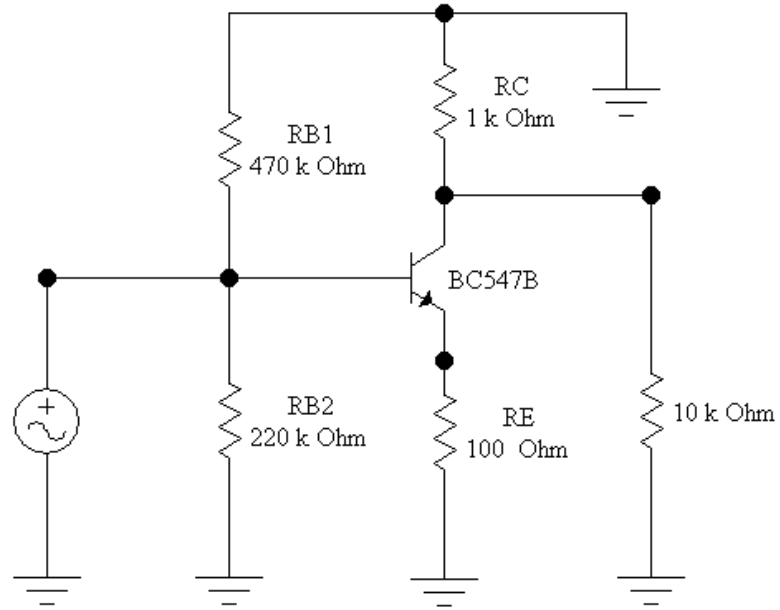 RC
1 k Ohm
RB1
470 k Ohm
BC547B
RB2
220 k Ohm
RE
100 Ohm
10 k Ohm
+